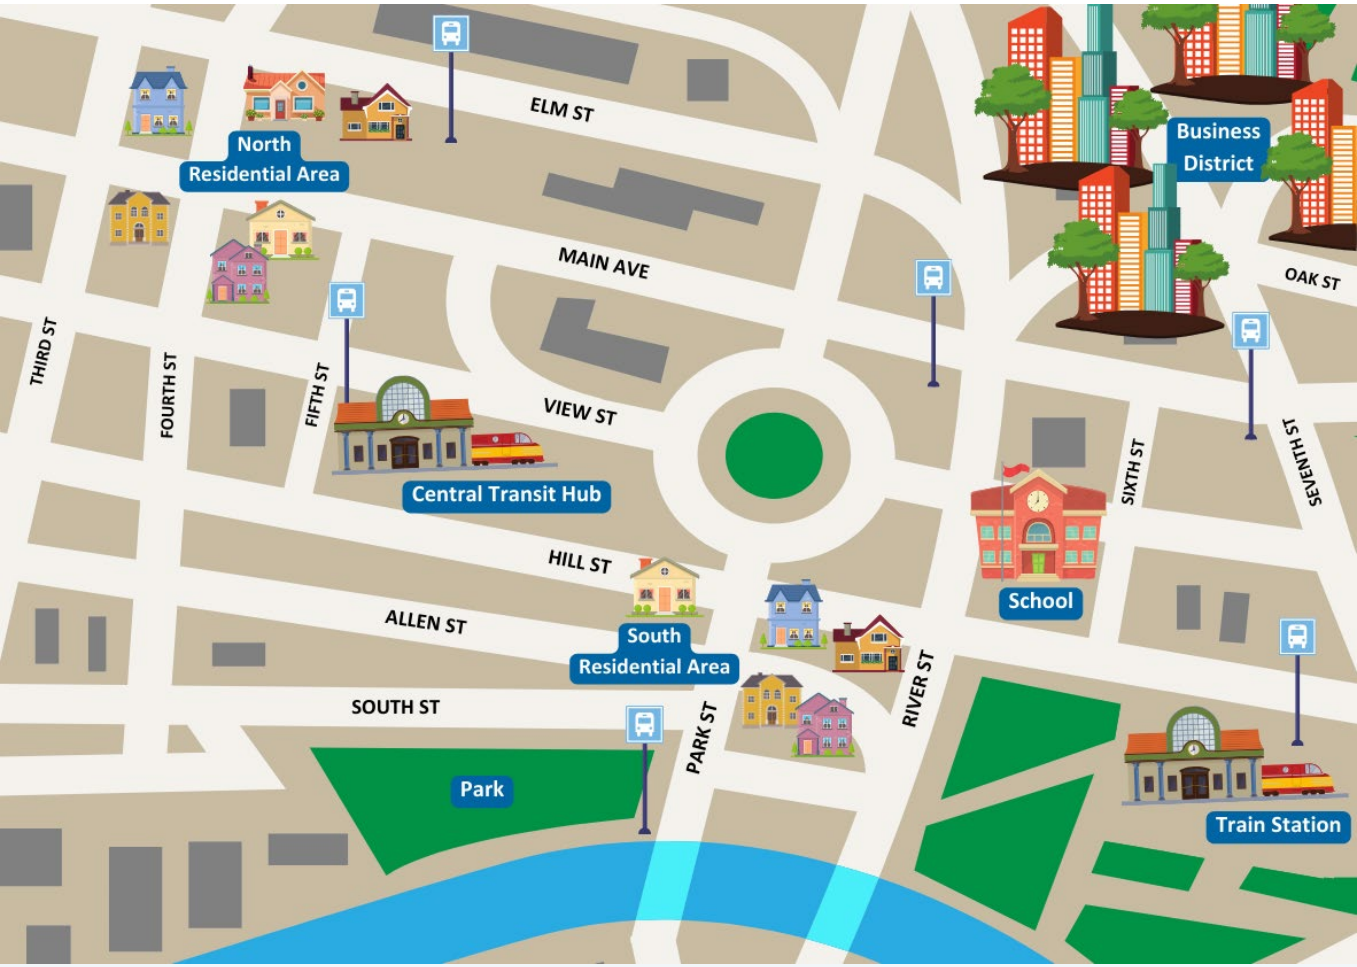 ELM ST
Business
District
North
Residential Area
MAIN AVE
OAK ST
THIRD ST
FOURTH ST
FIFTH ST
VIEW ST
SIXTH ST
SEVENTH ST
Central Transit Hub
HILL ST
School
ALLEN ST
South
Residential Area
RIVER ST
SOUTH ST
PARK ST
Park
Train Station